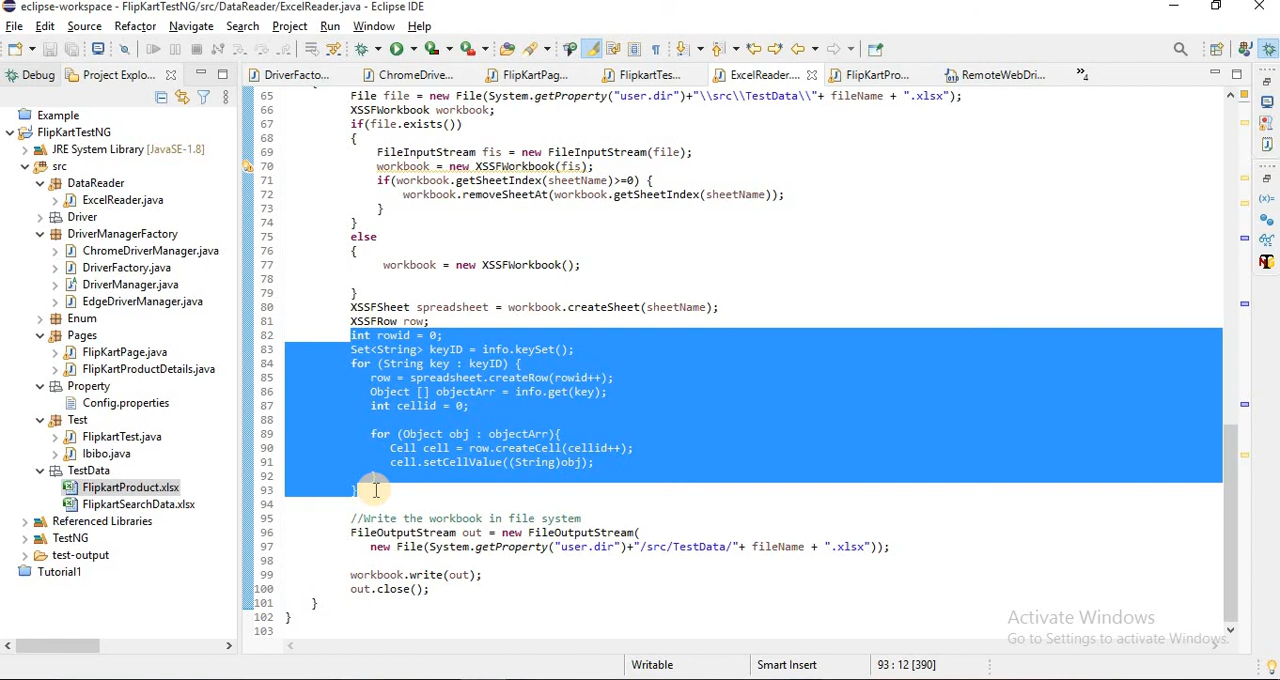 eclipse-workspace - FlipKartTestNG/src/DataReader/ExcelReader.java - Eclipse IDE
File Edit Source Refactor Navigate Search Project Run Window Help
Debug Project Explo... DriverFacto... ChromeDrive... FlipKartPag... FlipkartTes... ExcelReader.... FlipKartPro... RemoteWebDri... »4
Example
FlipKartTestNG
JRE System Library [JavaSE-1.8]
src
DataReader
ExcelReader.java
Driver
DriverManagerFactory
ChromeDriverManager.java
DriverFactory.java
DriverManager.java
EdgeDriverManager.java
Enum
Pages
FlipKartPage.java
FlipKartProductDetails.java
Property
Config.properties
Test
FlipkartTest.java
Ibibo.java
TestData
FlipkartProduct.xlsx
FlipkartSearchData.xlsx
Referenced Libraries
TestNG
test-output
Tutorial1
65 File file = new File(System.getProperty("user.dir")+"\\src\\TestData\\"+ fileName + ".xlsx");
66 XSSFWorkbook workbook;
67 if(file.exists())
68 {
69 FileInputStream fis = new FileInputStream(file);
70 workbook = new XSSFWorkbook(fis);
71 if(workbook.getSheetIndex(sheetName)>=0) {
72 workbook.removeSheetAt(workbook.getSheetIndex(sheetName));
73 }
74 }
75 else
76 {
77 workbook = new XSSFWorkbook();
78
79 }
80 XSSFSheet spreadsheet = workbook.createSheet(sheetName);
81 XSSFRow row;
82 int rowid = 0;
83 Set<String> keyID = info.keySet();
84 for (String key : keyID) {
85 row = spreadsheet.createRow(rowid++);
86 Object [] objectArr = info.get(key);
87 int cellid = 0;
88
89 for (Object obj : objectArr){
90 Cell cell = row.createCell(cellid++);
91 cell.setCellValue((String)obj);
92 }
93 }
94
95 //Write the workbook in file system
96 FileOutputStream out = new FileOutputStream(
97 new File(System.getProperty("user.dir")+"/src/TestData/"+ fileName + ".xlsx"));
98
99 workbook.write(out);
100 out.close();
101 }
102 }
103
Activate Windows
Go to Settings to activate Windows.
Writable Smart Insert 93 : 12 [390]